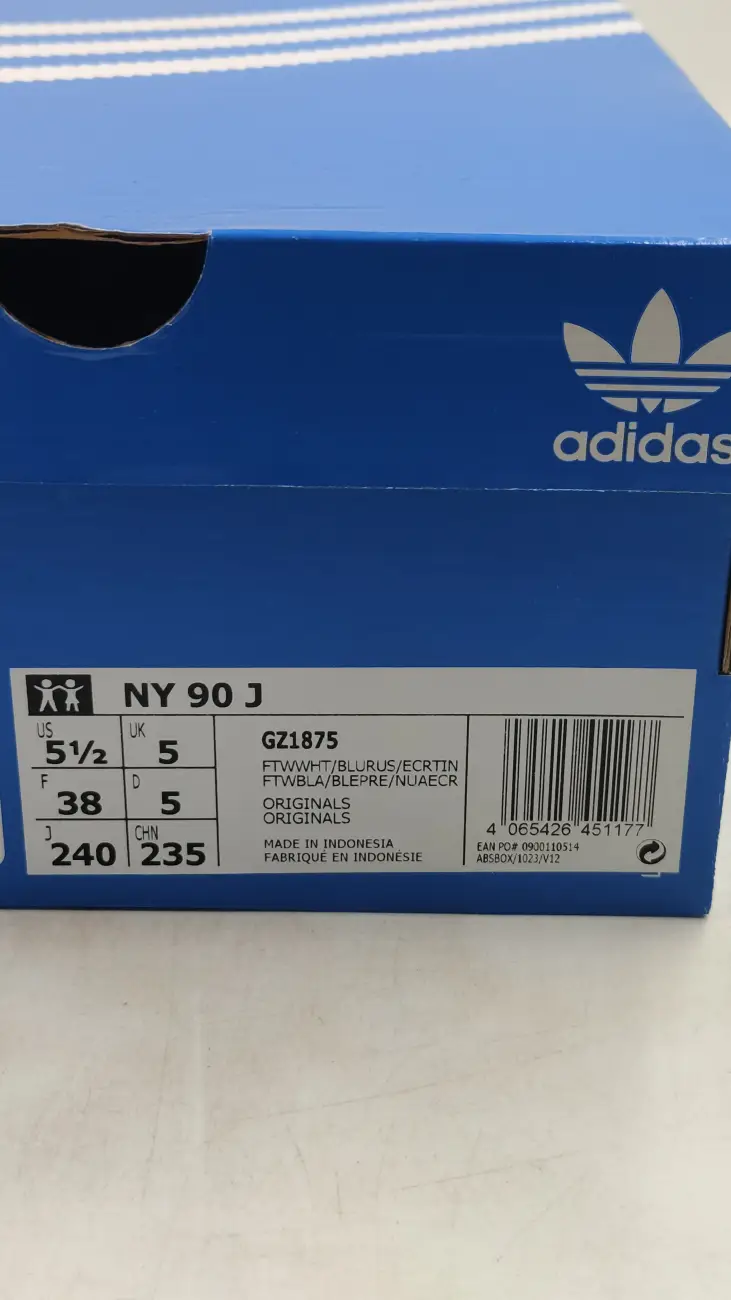 adidas
NY 90 J
US
5½
UK
5
F
38
D
5
J
240
CHN
235
GZ1875
FTWWHT/BLURUS/ECRTIN
FTWBLA/BLEPRE/NUAECR
ORIGINALS
ORIGINALS
MADE IN INDONESIA
FABRIQUÉ EN INDONÉSIE
4 065426 451177
EAN PO# 0900110514
ABSBOX/1023/V12